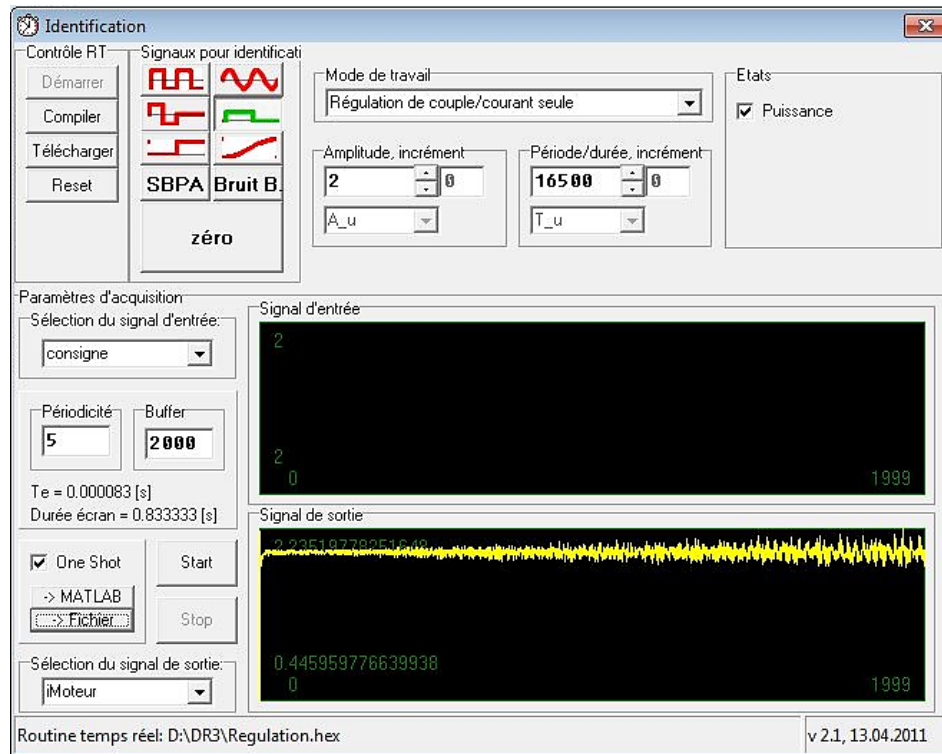 Identification
Contrôle RT
Démarrer
Compiler
Télécharger
Reset
Signaux pour identificati
SBPA
Bruit B.
zéro
Mode de travail
Régulation de couple/courant seule
Etats
Puissance
Amplitude, incrément
2
0
A_u
Période/durée, incrément
16500
0
T_u
Paramètres d'acquisition
Sélection du signal d'entrée:
consigne
Périodicité
5
Buffer
2000
Te = 0.000083 [s]
Durée écran = 0.833333 [s]
One Shot
-> MATLAB
-> Fichier
Start
Stop
Sélection du signal de sortie:
iMoteur
Signal d'entrée
2
2
0
1999
Signal de sortie
2.23519778251648
0.445959776639938
0
1999
Routine temps réel: D:\DR3\Regulation.hex
v 2.1, 13.04.2011